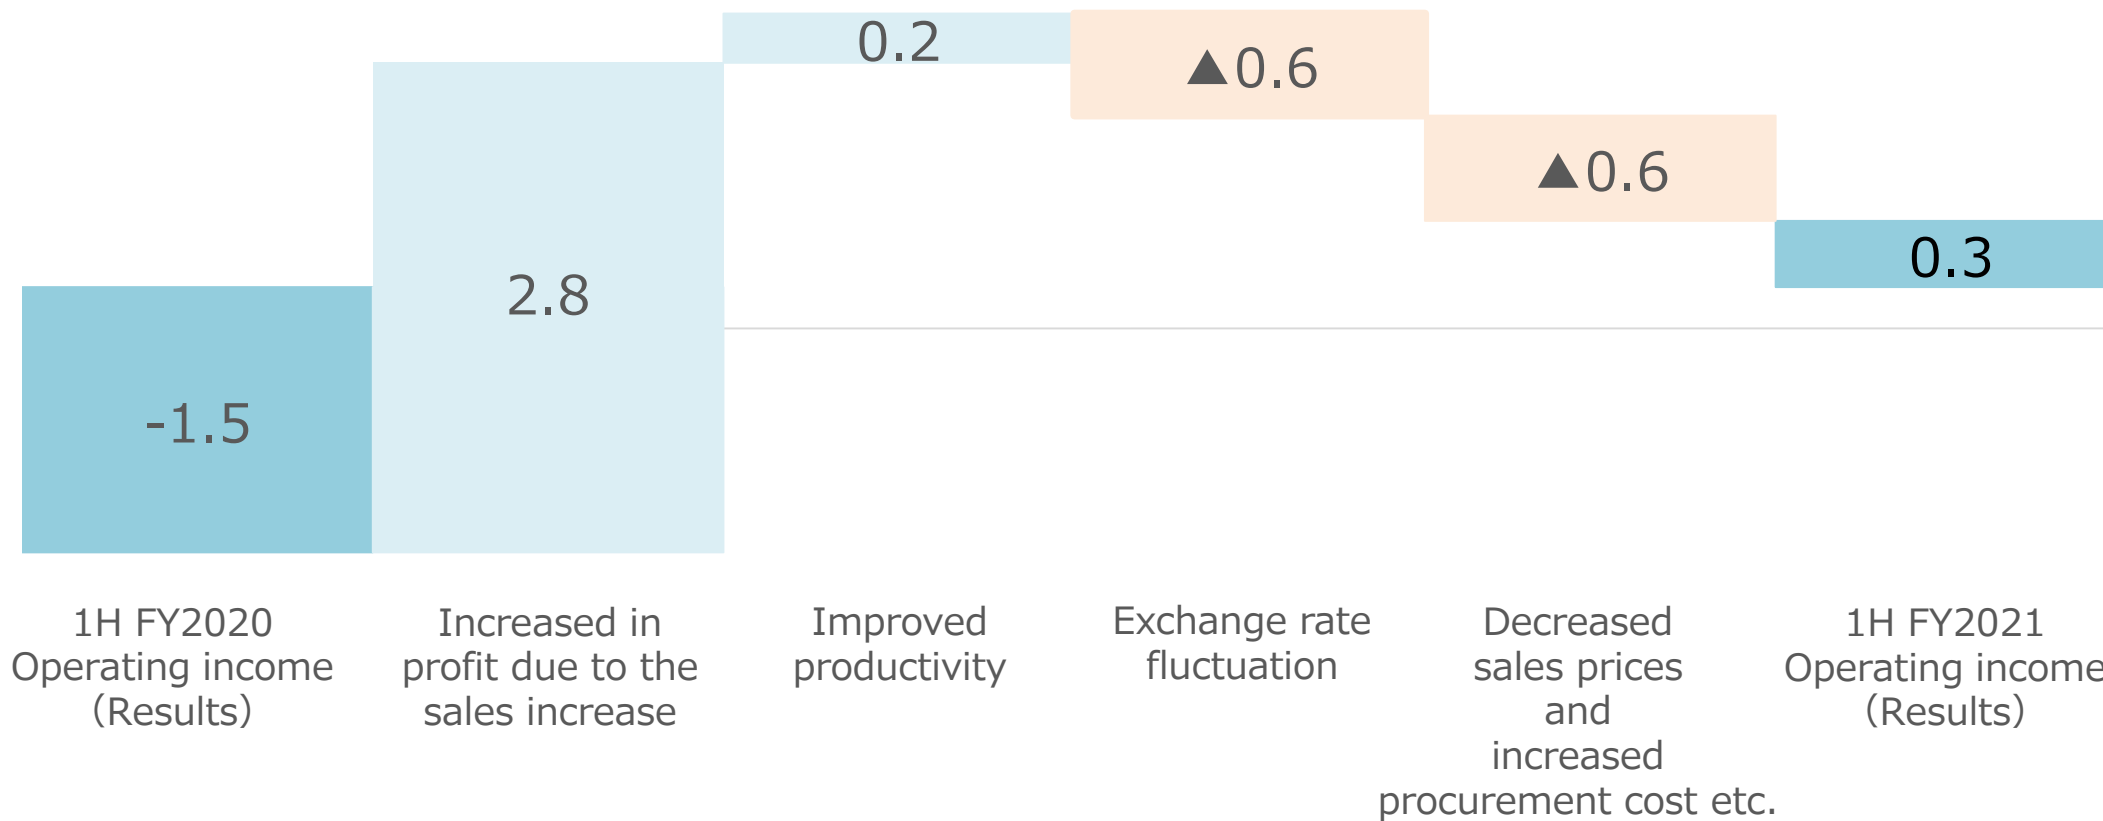 0.2
▲0.6
▲0.6
0.3
2.8
-1.5
1H FY2020
Operating income
（Results）
Increased in
profit due to the
sales increase
Improved
productivity
Exchange rate
fluctuation
Decreased
sales prices
and
increased
procurement cost etc.
1H FY2021
Operating income
（Results）